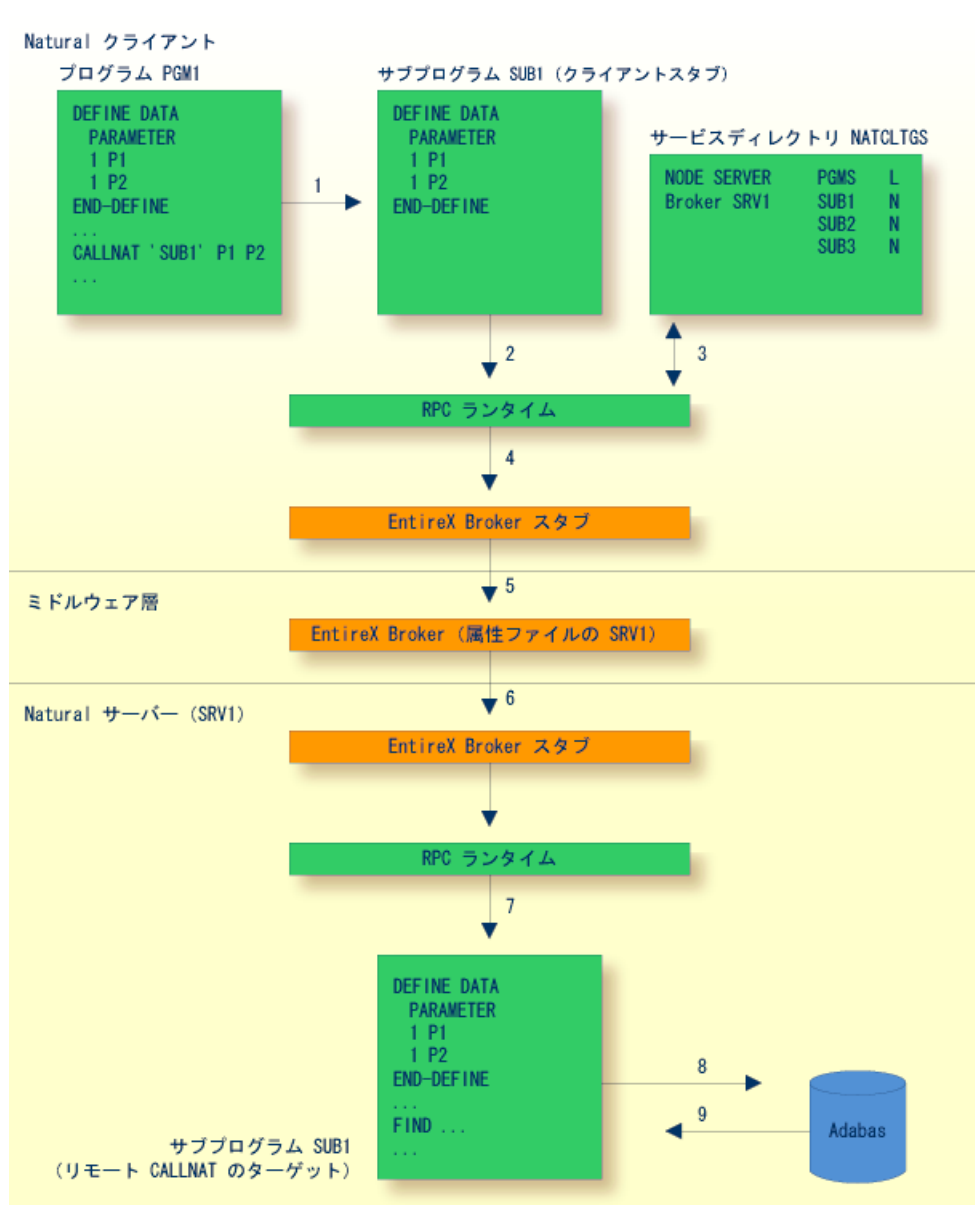 Natural クライアント
プログラム PGM1
DEFINE DATA
PARAMETER
1 P1
1 P2
END-DEFINE
...
CALLNAT 'SUB1' P1 P2
...
1
サブプログラム SUB1 (クライアントスタブ)
DEFINE DATA
PARAMETER
1 P1
1 P2
END-DEFINE
サービスディレクトリ NATCLTGS
NODE SERVER PGMS L
Broker SRV1 SUB1 N
SUB2 N
SUB3 N
2
3
RPC ランタイム
4
EntireX Broker スタブ
5
ミドルウェア層
EntireX Broker (属性ファイルの SRV1)
6
Natural サーバー (SRV1)
EntireX Broker スタブ
RPC ランタイム
7
DEFINE DATA
PARAMETER
1 P1
1 P2
END-DEFINE
...
FIND ...
...
8
9
Adabas
サブプログラム SUB1
(リモート CALLNAT のターゲット)